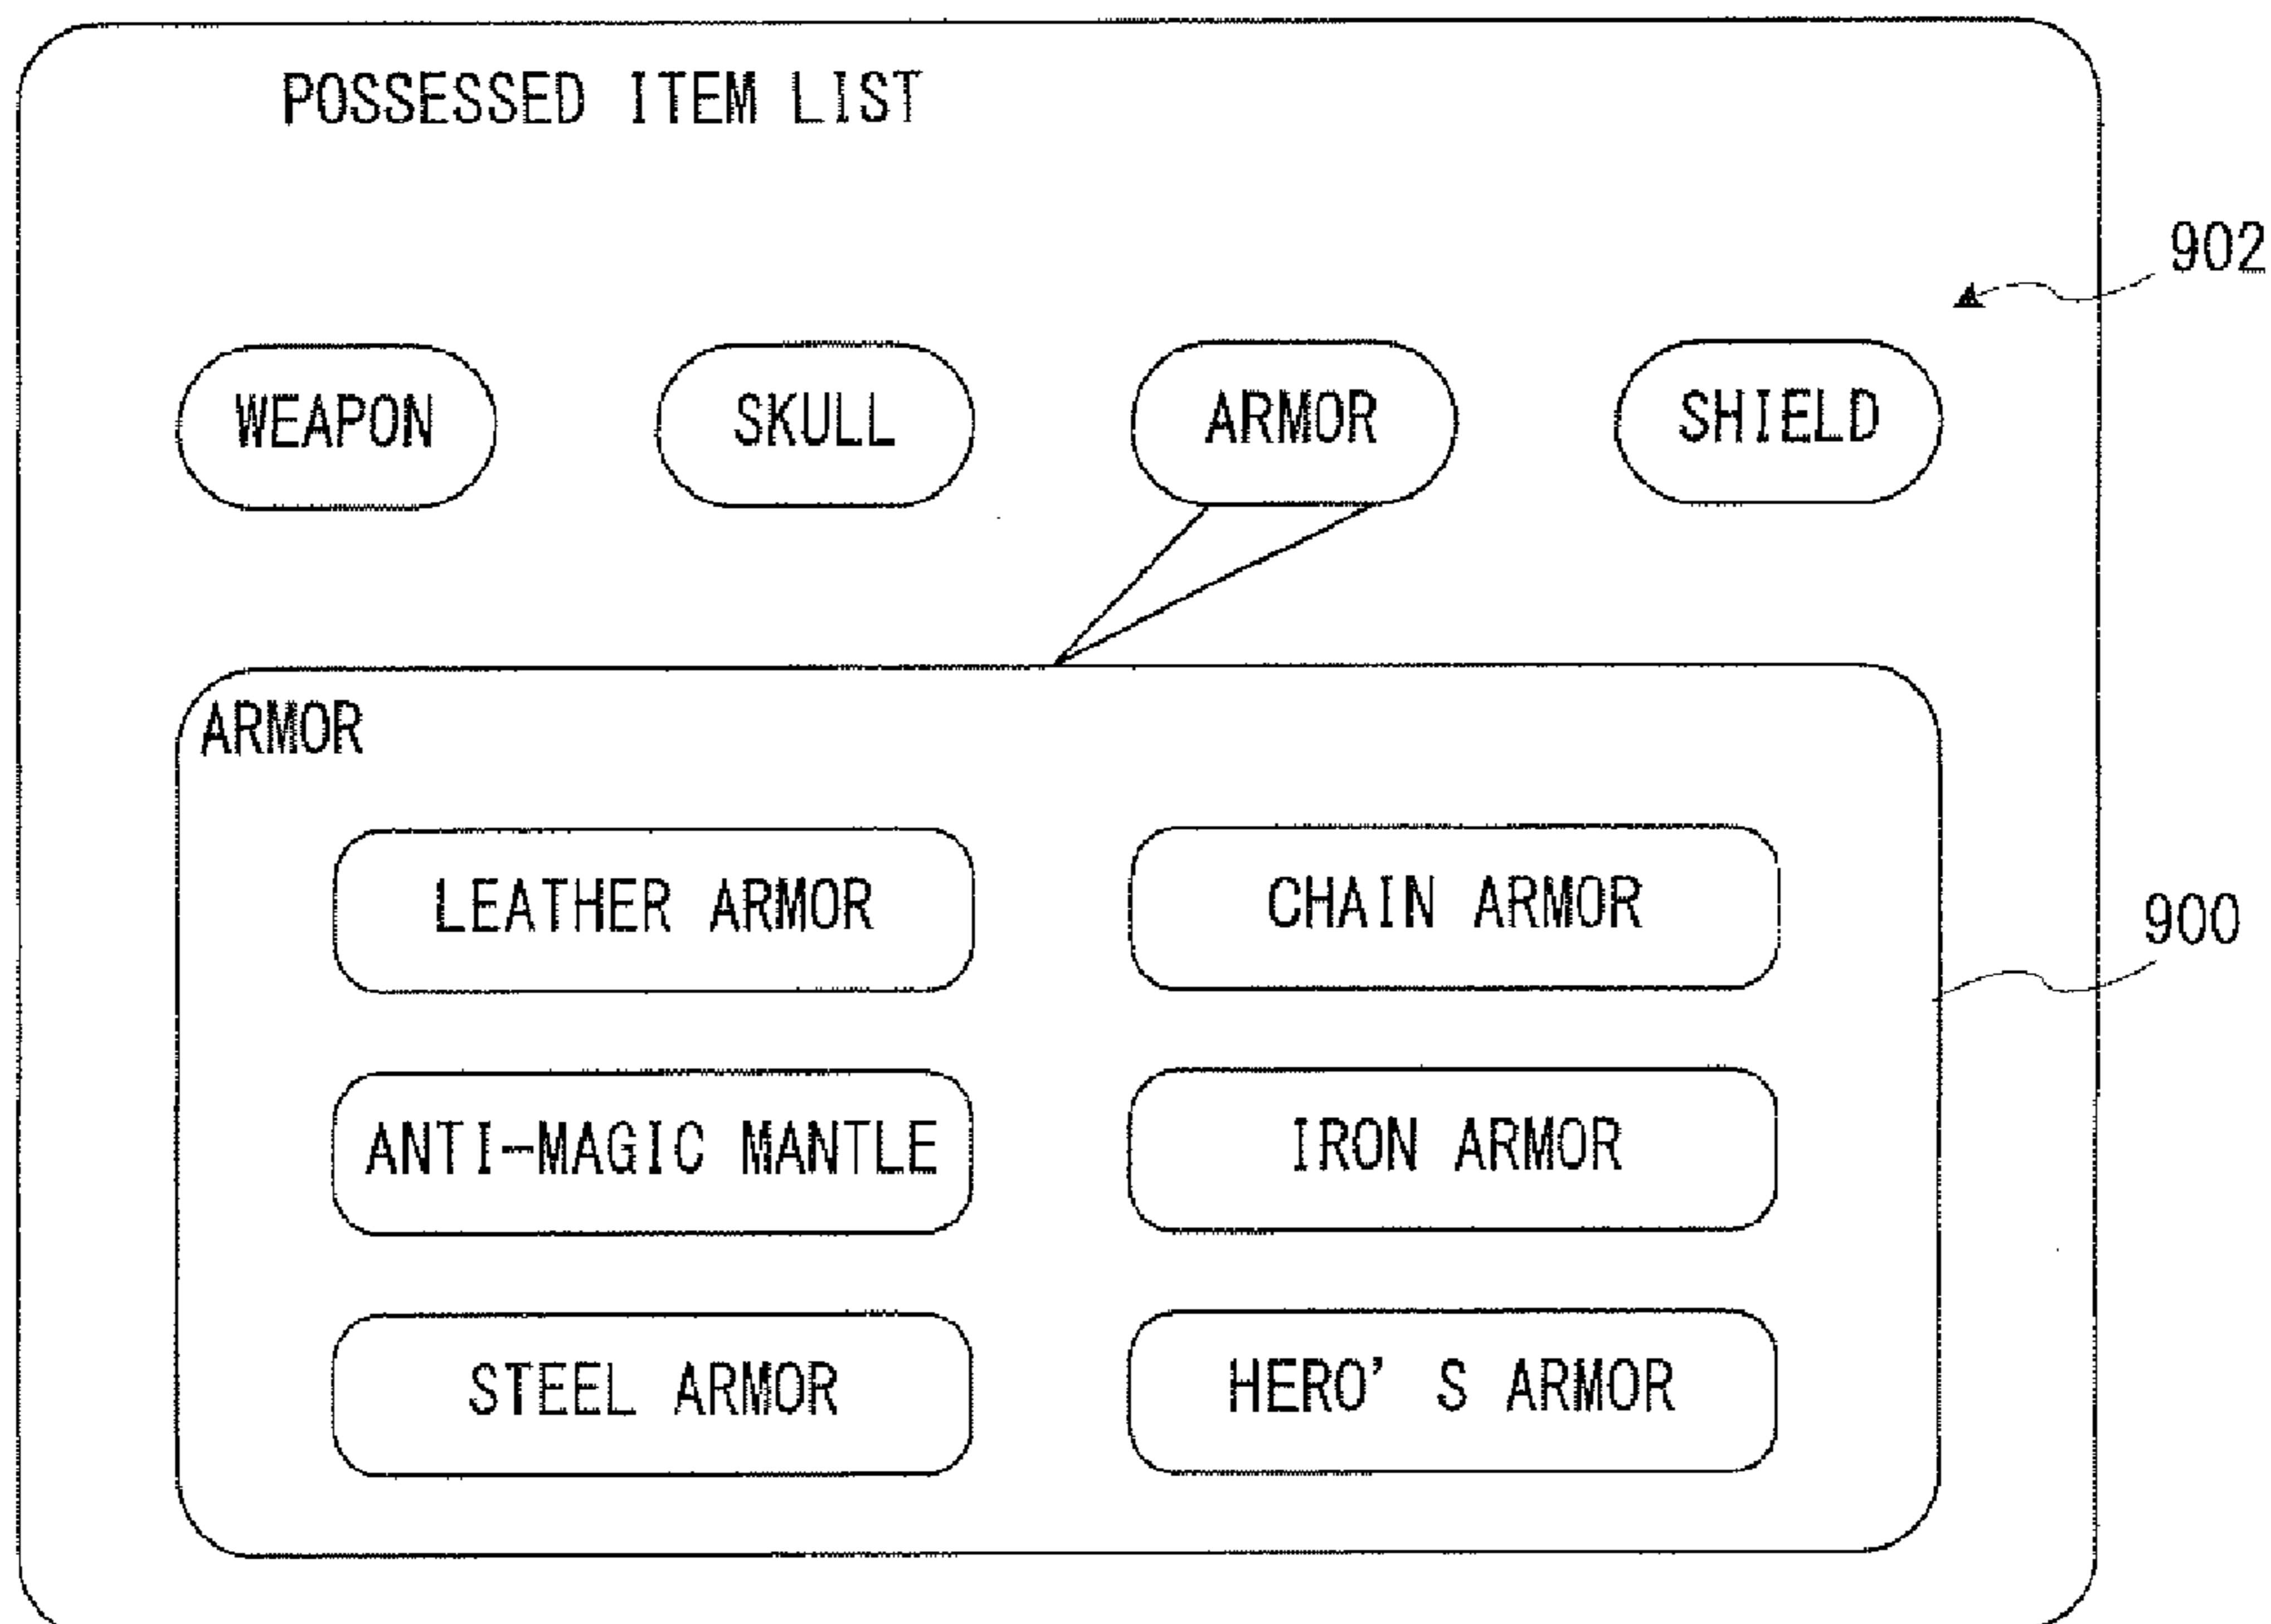 POSSESSED ITEM LIST
902
WEAPON SKULL ARMOR SHIELD
ARMOR
LEATHER ARMOR CHAIN ARMOR
900
ANTI-MAGIC MANTLE IRON ARMOR
STEEL ARMOR HERO'S ARMOR